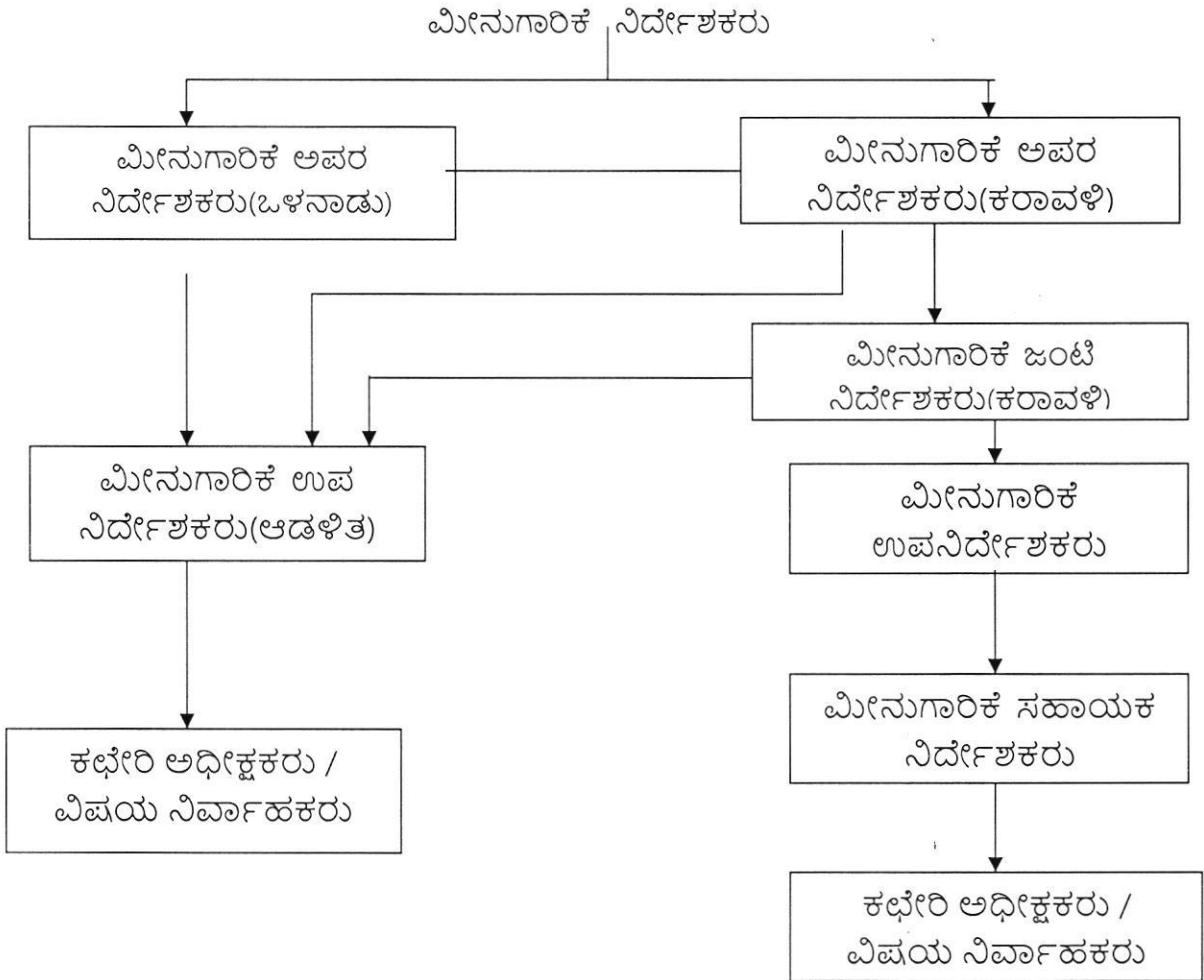 ಮೀನುಗಾರಿಕೆ ನಿರ್ದೇಶಕರು
ಮೀನುಗಾರಿಕೆ ಅಪರ
ನಿರ್ದೇಶಕರು(ಒಳನಾಡು)
ಮೀನುಗಾರಿಕೆ ಅಪರ
ನಿರ್ದೇಶಕರು(ಕರಾವಳಿ)
ಮೀನುಗಾರಿಕೆ ಜಂಟಿ
ನಿರ್ದೇಶಕರು(ಕರಾವಳಿ)
ಮೀನುಗಾರಿಕೆ ಉಪ
ನಿರ್ದೇಶಕರು(ಆಡಳಿತ)
ಮೀನುಗಾರಿಕೆ
ಉಪನಿರ್ದೇಶಕರು
ಮೀನುಗಾರಿಕೆ ಸಹಾಯಕ
ನಿರ್ದೇಶಕರು
ಕಛೇರಿ ಅಧೀಕ್ಷಕರು /
ವಿಷಯ ನಿರ್ವಾಹಕರು
ಕಛೇರಿ ಅಧೀಕ್ಷಕರು /
ವಿಷಯ ನಿರ್ವಾಹಕರು